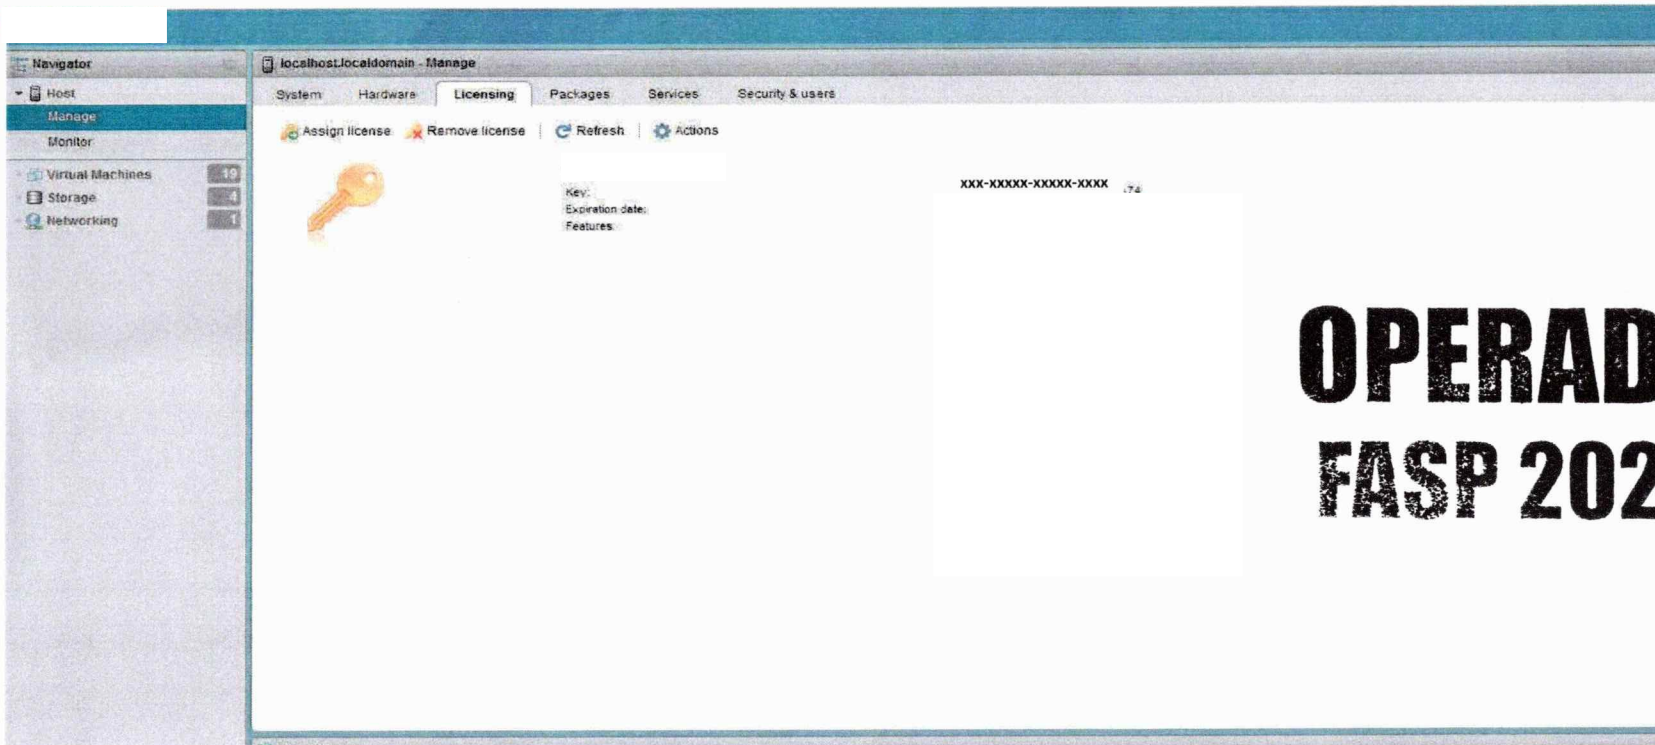 Navigator
Host
Manage
Monitor
Virtual Machines 19
Storage 4
Networking 1
localhost.localdomain - Manage
System Hardware Licensing Packages Services Security & users
Assign license Remove license Refresh Actions
Key: XXX-XXXXX-XXXXX-XXXX 74
Expiration date:
Features:
OPERAD
FASP 202